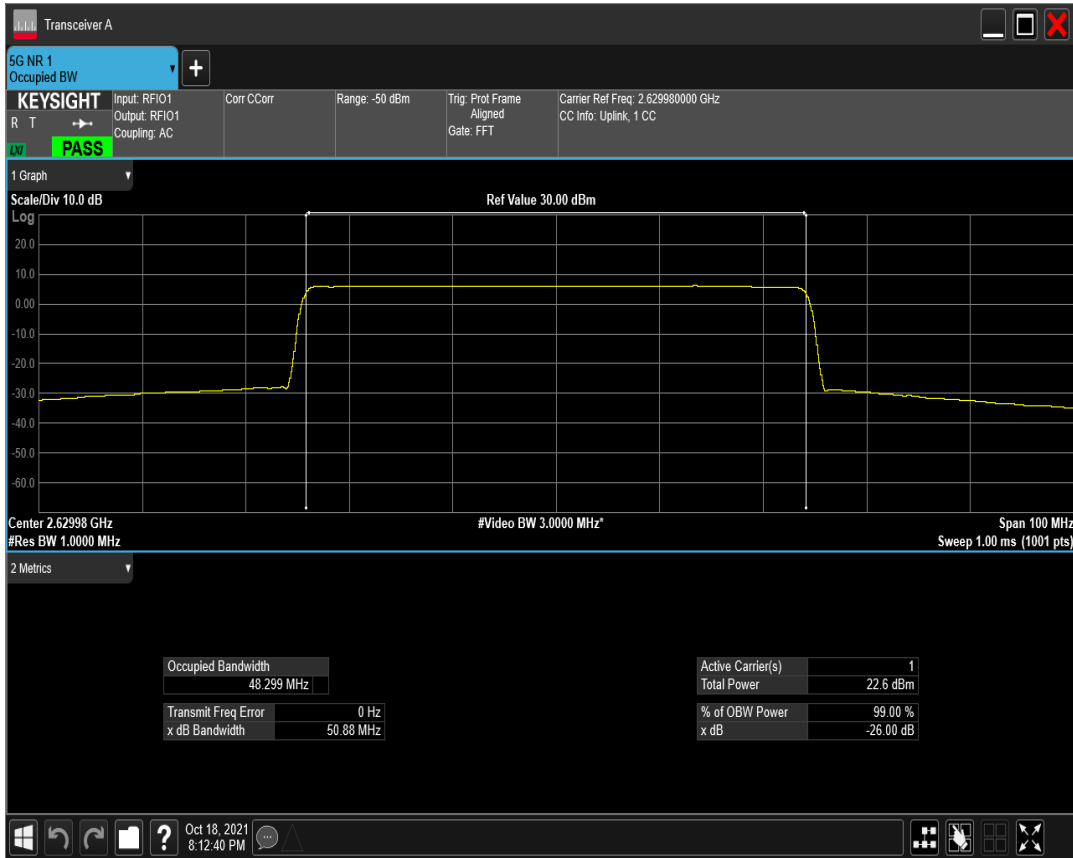 Transceiver A
5G NR 1
Occupied BW
KEYSIGHT
R T
LXI
PASS
Input: RFIO1
Output: RFIO1
Coupling: AC
Corr CCorr
Range: -50 dBm
Trig: Prot Frame
Aligned
Gate: FFT
Carrier Ref Freq: 2.629980000 GHz
CC Info: Uplink, 1 CC
1 Graph
Scale/Div 10.0 dB
Ref Value 30.00 dBm
Log
20.0
10.0
0.00
-10.0
-20.0
-30.0
-40.0
-50.0
-60.0
Center 2.62998 GHz
#Video BW 3.0000 MHz*
Span 100 MHz
#Res BW 1.0000 MHz
Sweep 1.00 ms (1001 pts)
2 Metrics
Occupied Bandwidth
48.299 MHz
Transmit Freq Error 0 Hz
x dB Bandwidth 50.88 MHz
Active Carrier(s) 1
Total Power 22.6 dBm
% of OBW Power 99.00 %
x dB -26.00 dB
?
Oct 18, 2021
8:12:40 PM